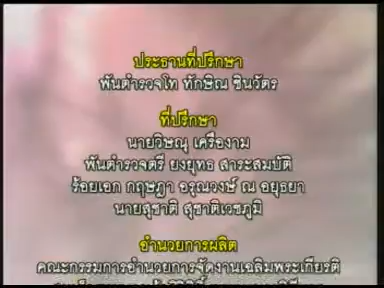 ประธานที่ปรึกษา
พันตำรวจโท ทักษิณ ชินวัตร
ที่ปรึกษา
นายวิษณุ เครืองาม
พันตำรวจตรี ยงยุทธ สาระสมบัติ
ร้อยเอก กฤษฎา อรุณวงษ์ ณ อยุธยา
นายสุชาติ สุชาติเวชภูมิ
อำนวยการผลิต
คณะกรรมการอำนวยการจัดงานเฉลิมพระเกียรติ